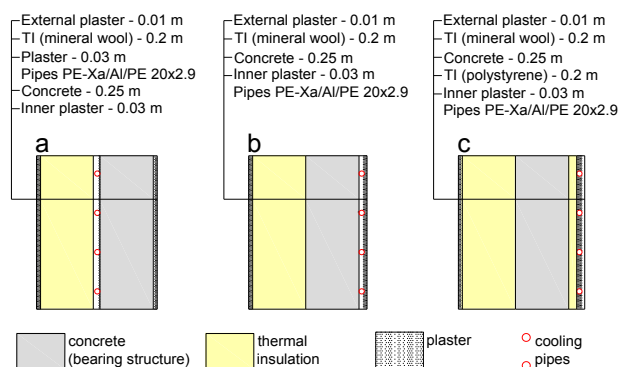 External plaster - 0.01 m
TI (mineral wool) - 0.2 m
Plaster - 0.03 m
Pipes PE-Xa/Al/PE 20x2.9
Concrete - 0.25 m
Inner plaster - 0.03 m
a
External plaster - 0.01 m
TI (mineral wool) - 0.2 m
Concrete - 0.25 m
Inner plaster - 0.03 m
Pipes PE-Xa/Al/PE 20x2.9
b
External plaster - 0.01 m
TI (mineral wool) - 0.2 m
Concrete - 0.25 m
TI (polystyrene) - 0.2 m
Inner plaster - 0.03 m
Pipes PE-Xa/Al/PE 20x2.9
c
concrete
(bearing structure)
thermal
insulation
plaster
cooling
pipes